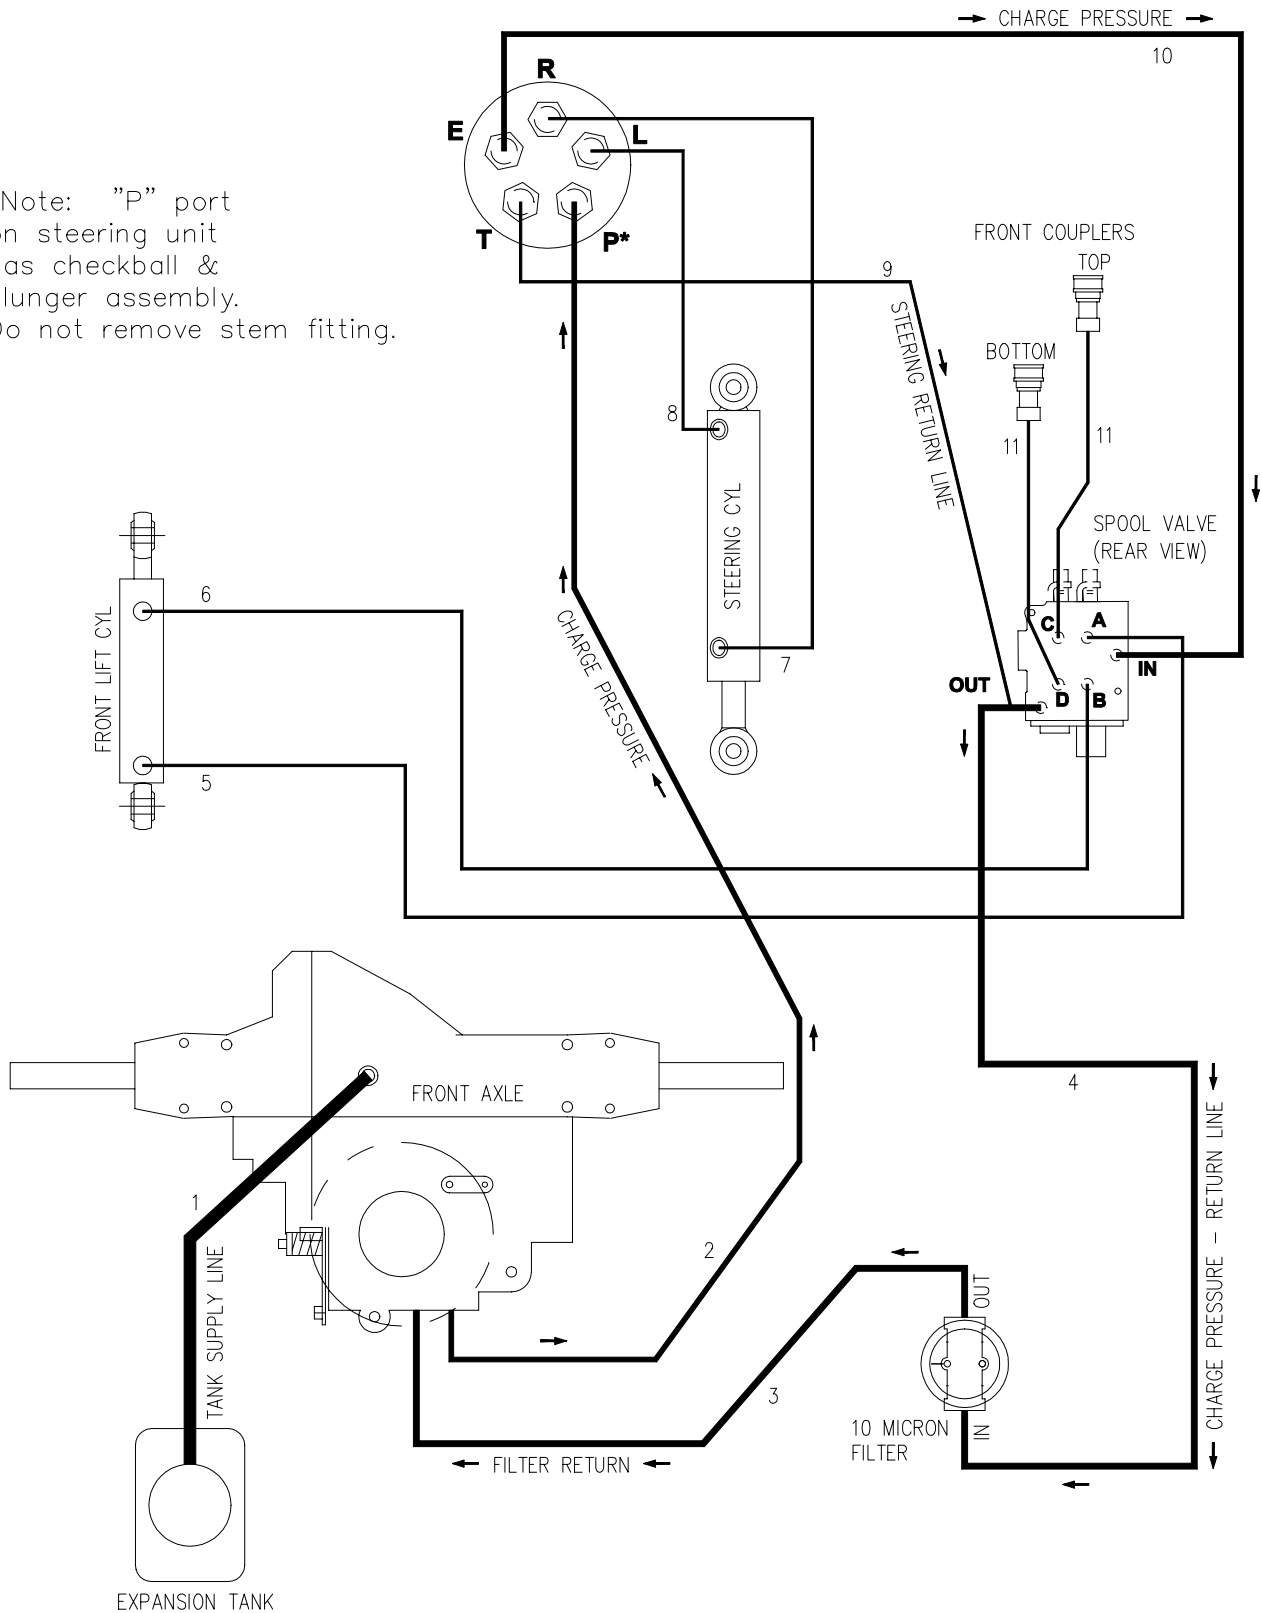 CHARGE PRESSURE
10
R
E
L
T
P*
Note: "P" port
on steering unit
as checkball &
lunger assembly.
Do not remove stem fitting.
9
STEERING RETURN LINE
FRONT COUPLERS
TOP
BOTTOM
11
11
8
STEERING CYL
7
SPOOL VALVE
(REAR VIEW)
C
A
IN
OUT
D
B
6
FRONT LIFT CYL
5
CHARGE PRESSURE
FRONT AXLE
4
1
TANK SUPPLY LINE
2
3
CHARGE PRESSURE - RETURN LINE
OUT
10 MICRON
FILTER
IN
FILTER RETURN
EXPANSION TANK